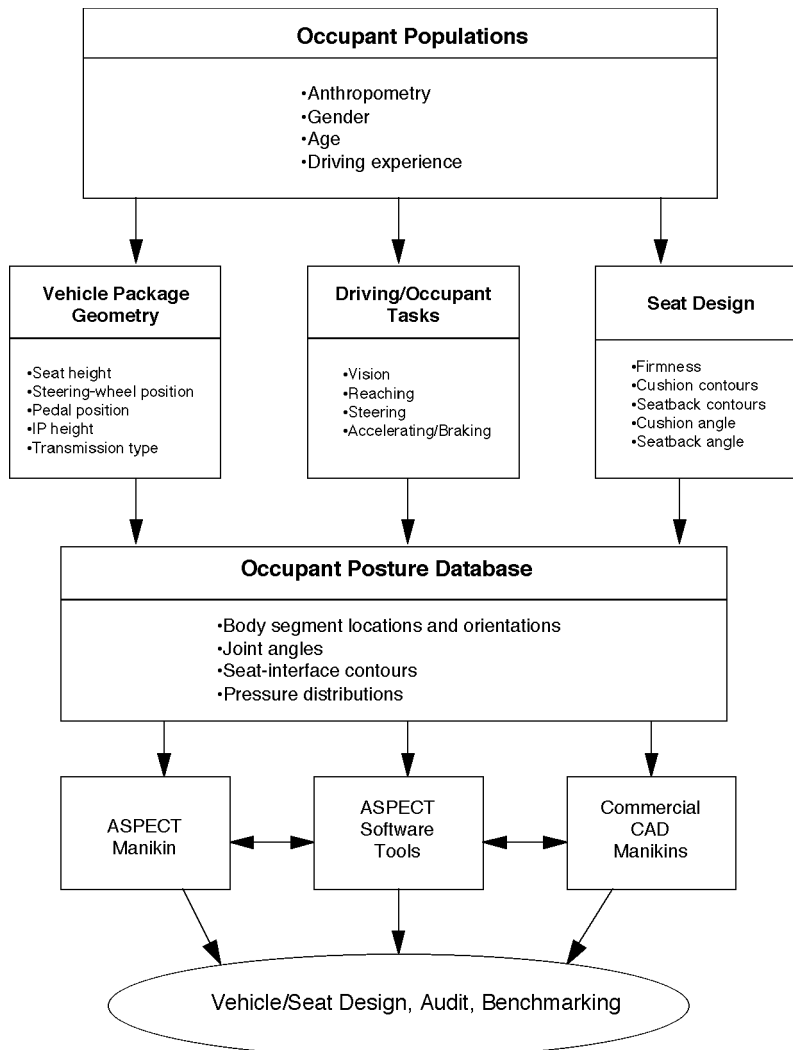 Occupant Populations
•Anthropometry
•Gender
•Age
•Driving experience
Vehicle Package
Geometry
•Seat height
•Steering-wheel position
•Pedal position
•IP height
•Transmission type
Driving/Occupant
Tasks
•Vision
•Reaching
•Steering
•Accelerating/Braking
Seat Design
•Firmness
•Cushion contours
•Seatback contours
•Cushion angle
•Seatback angle
Occupant Posture Database
•Body segment locations and orientations
•Joint angles
•Seat-interface contours
•Pressure distributions
ASPECT
Manikin
ASPECT
Software
Tools
Commercial
CAD
Manikins
Vehicle/Seat Design, Audit, Benchmarking